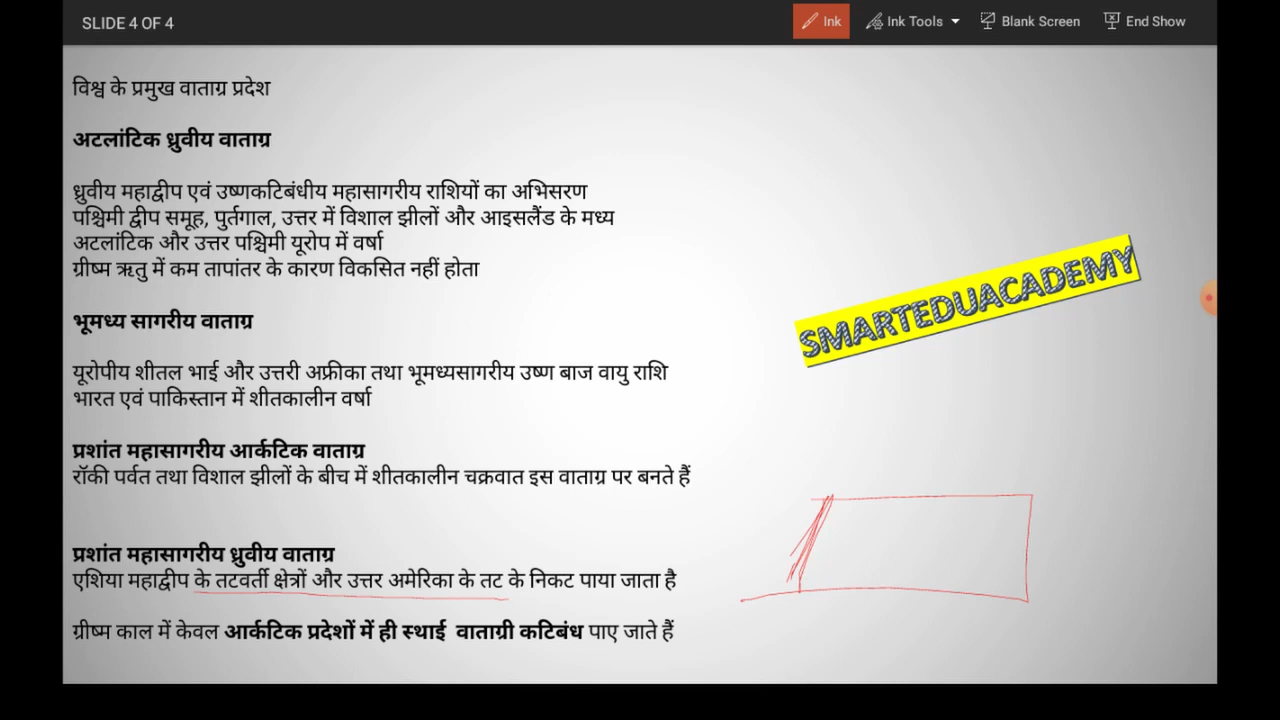 SLIDE 4 OF 4
Ink
Ink Tools
Blank Screen
End Show
विश्व के प्रमुख वाताग्र प्रदेश
अटलांटिक ध्रुवीय वाताग्र
ध्रुवीय महाद्वीप एवं उष्णकटिबंधीय महासागरीय राशियों का अभिसरण
पश्चिमी द्वीप समूह, पुर्तगाल, उत्तर में विशाल झीलों और आइसलैंड के मध्य
अटलांटिक और उत्तर पश्चिमी यूरोप में वर्षा
ग्रीष्म ऋतु में कम तापांतर के कारण विकसित नहीं होता
भूमध्य सागरीय वाताग्र
यूरोपीय शीतल भाई और उत्तरी अफ्रीका तथा भूमध्यसागरीय उष्ण बाज वायु राशि
भारत एवं पाकिस्तान में शीतकालीन वर्षा
प्रशांत महासागरीय आर्कटिक वाताग्र
रॉकी पर्वत तथा विशाल झीलों के बीच में शीतकालीन चक्रवात इस वाताग्र पर बनते हैं
प्रशांत महासागरीय ध्रुवीय वाताग्र
एशिया महाद्वीप के तटवर्ती क्षेत्रों और उत्तर अमेरिका के तट के निकट पाया जाता है
ग्रीष्म काल में केवल आर्कटिक प्रदेशों में ही स्थाई वाताग्री कटिबंध पाए जाते हैं
SMARTEDUACADEMY